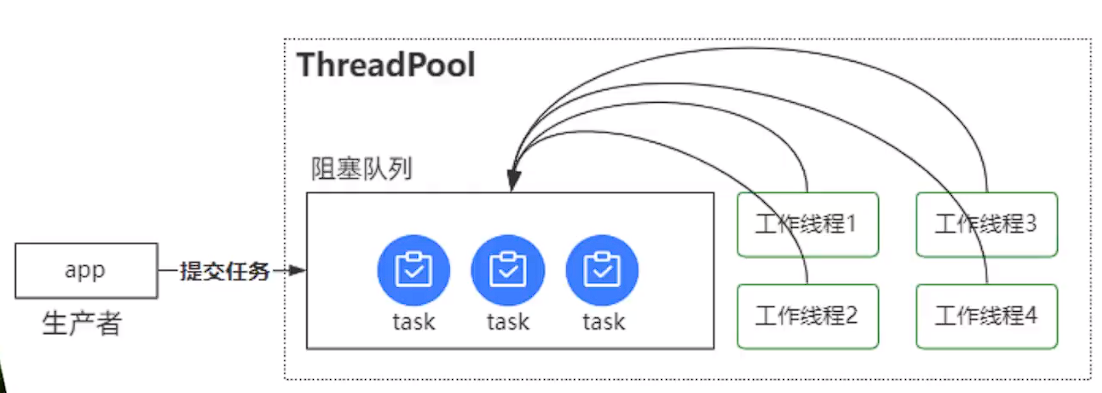 ThreadPool
阻塞队列
app
生产者
提交任务
task
task
task
工作线程1
工作线程3
工作线程2
工作线程4